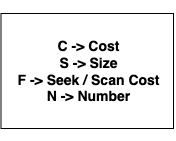 C -> Cost
S -> Size
F -> Seek / Scan Cost
N -> Number